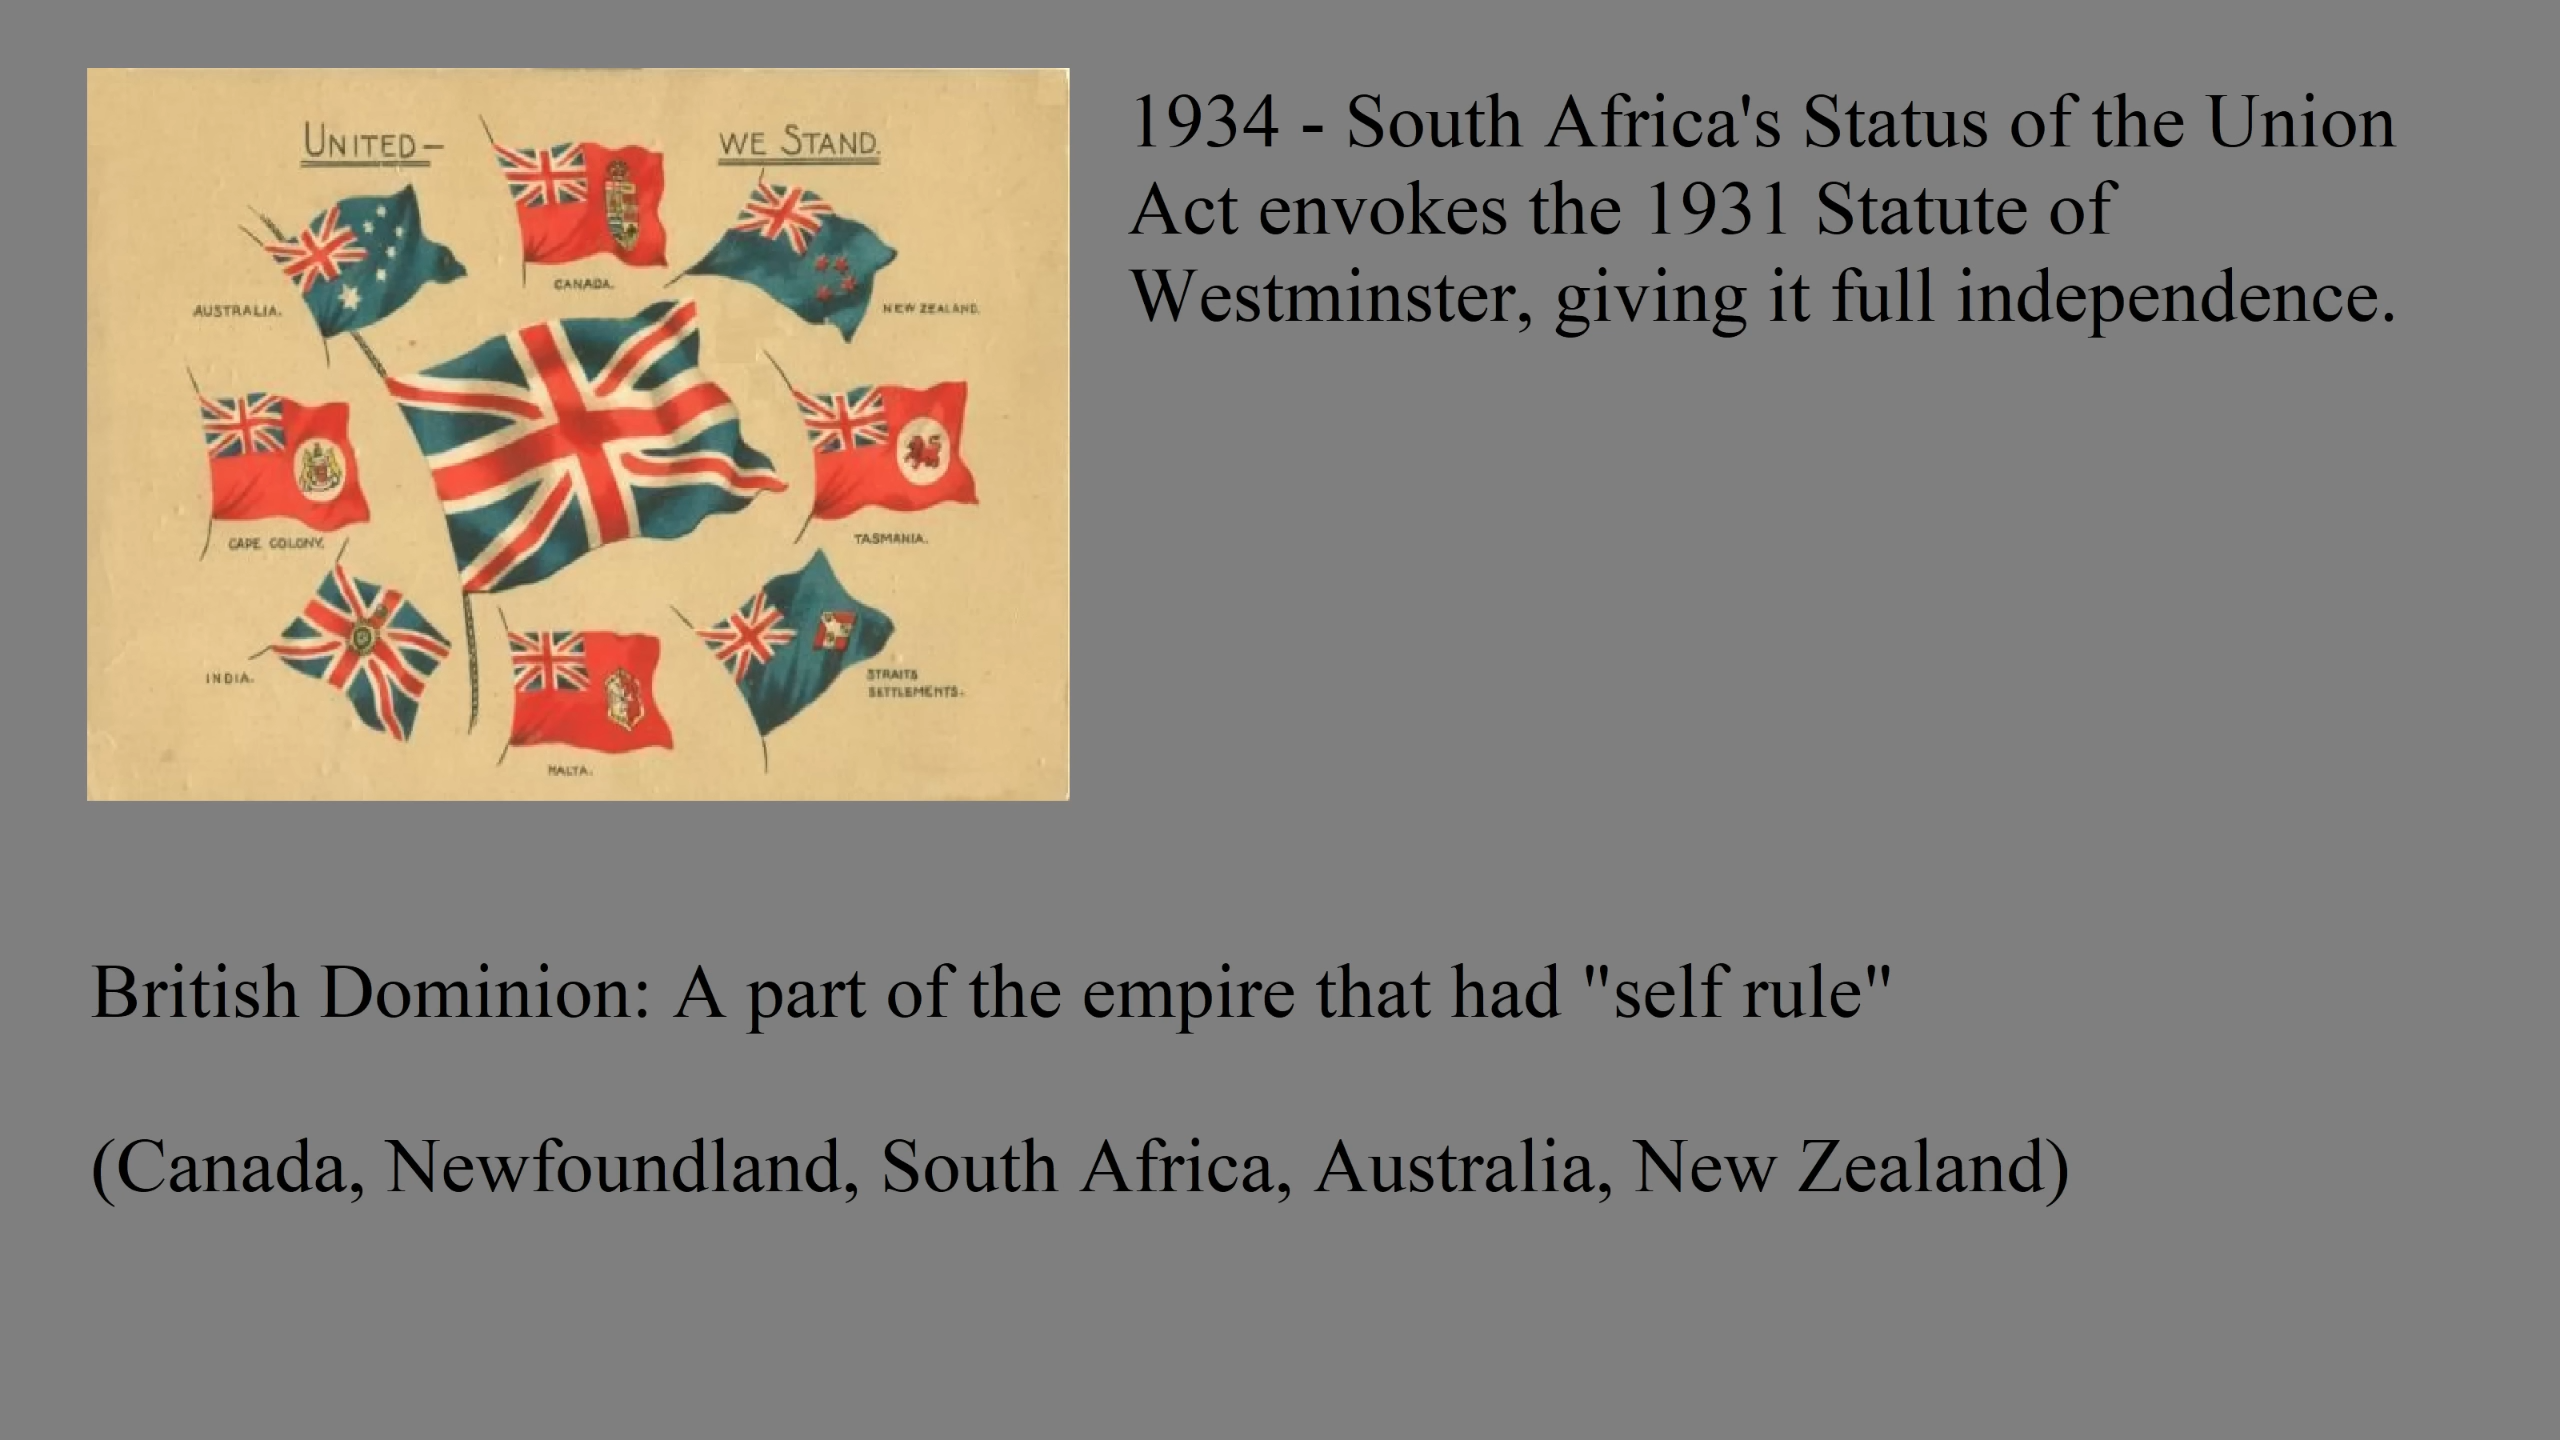 UNITED-
WE STAND.
AUSTRALIA.
CANADA.
NEW ZEALAND.
CAPE COLONY.
TASMANIA.
INDIA.
MALTA.
STRAITS
SETTLEMENTS.
1934 - South Africa's Status of the Union
Act envokes the 1931 Statute of
Westminster, giving it full independence.
British Dominion: A part of the empire that had "self rule"
(Canada, Newfoundland, South Africa, Australia, New Zealand)